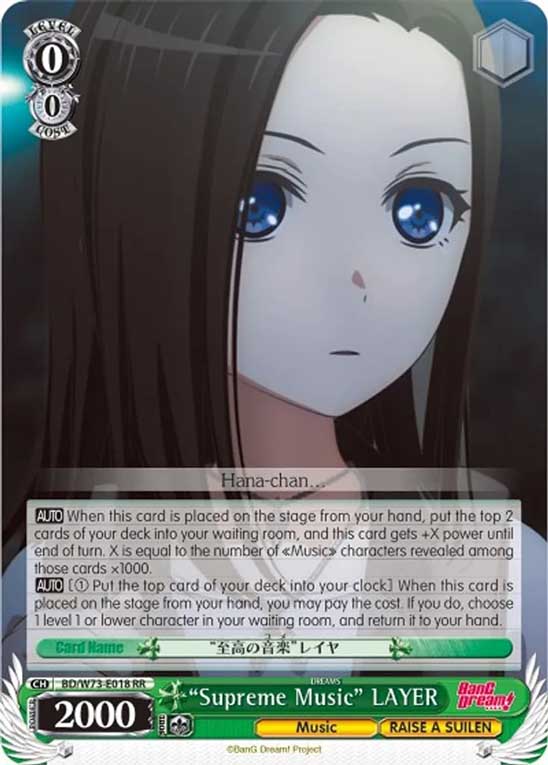 LEVEL
0
0
COST
Hana-chan…
AUTO When this card is placed on the stage from your hand, put the top 2
cards of your deck into your waiting room, and this card gets +X power until
end of turn. X is equal to the number of «Music» characters revealed among
those cards ×1000.
AUTO [① Put the top card of your deck into your clock] When this card is
placed on the stage from your hand, you may pay the cost. If you do, choose
1 level 1 or lower character in your waiting room, and return it to your hand.
Card Name
“至高の音楽”レイヤ
CH BD/W73-E018 RR
DREAMS
“Supreme Music” LAYER
BanG Dream!
POWER
2000
SOUL
Music
RAISE A SUILEN
©BanG Dream! Project